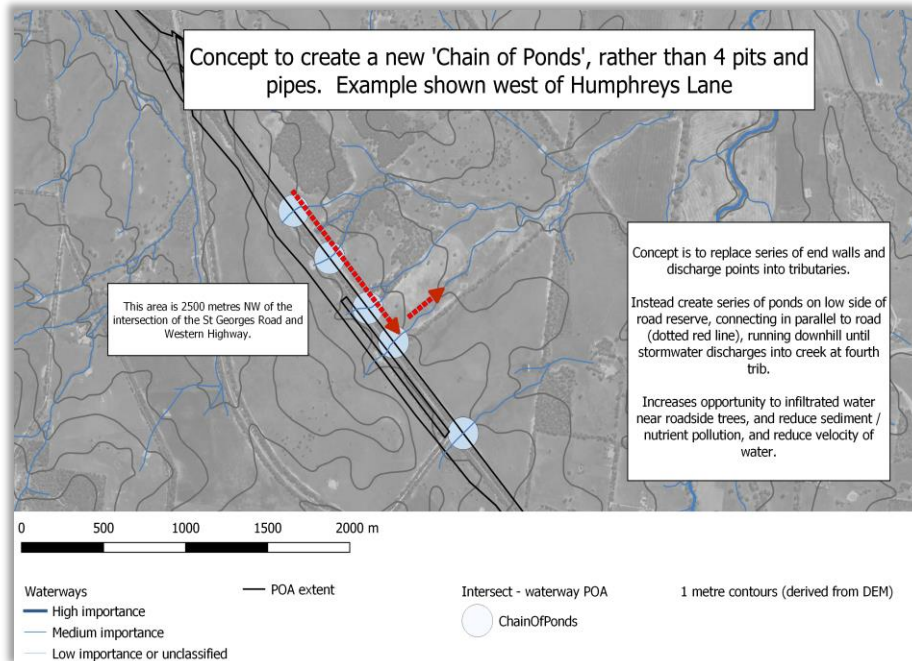 Concept to create a new 'Chain of Ponds', rather than 4 pits and
pipes. Example shown west of Humphreys Lane
This area is 2500 metres NW of the
intersection of the St Georges Road and
Western Highway.
Concept is to replace series of end walls and
discharge points into tributaries.
Instead create series of ponds on low side of
road reserve, connecting in parallel to road
(dotted red line), running downhill until
stormwater discharges into creek at fourth
trib.
Increases opportunity to infiltrated water
near roadside trees, and reduce sediment /
nutrient pollution, and reduce velocity of
water.
0 500 1000 1500 2000 m
Waterways
High importance
Medium importance
Low importance or unclassified
POA extent
Intersect - waterway POA
ChainOfPonds
1 metre contours (derived from DEM)